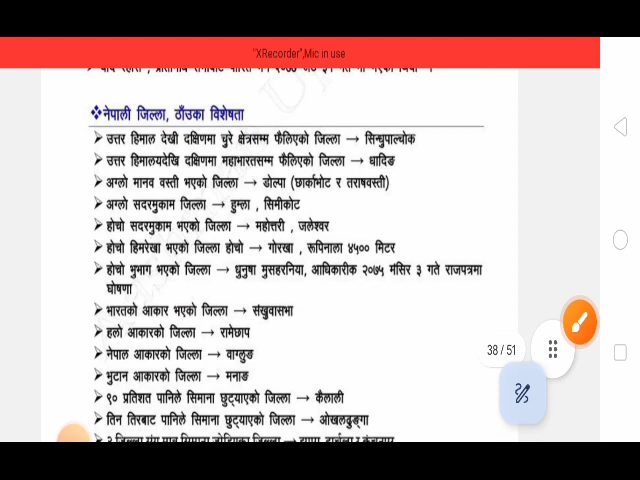 "XRecorder",Mic in use
❖नेपाली जिल्ला, ठाँउका विशेषता
➢ उत्तर हिमाल देखी दक्षिणमा चुरे क्षेत्रसम्म फैलिएको जिल्ला → सिन्धुपाल्चोक
➢ उत्तर हिमालयदेखि दक्षिणमा महाभारतसम्म फैलिएको जिल्ला → धादिङ
➢ अग्लो मानव वस्ती भएको जिल्ला → डोल्पा (छार्काभोट र तराषवस्ती)
➢ अग्लो सदरमुकाम जिल्ला → हुम्ला , सिमीकोट
➢ होचो सदरमुकाम भएको जिल्ला → महोत्तरी , जलेश्वर
➢ होचो हिमरेखा भएको जिल्ला होचो → गोरखा , रूपिनाला ४५०० मिटर
➢ होचो भुभाग भएको जिल्ला → धुनुषा मुसहरनिया, आधिकारीक २०७५ मंसिर ३ गते राजपत्रमा
घोषणा
➢ भारतको आकार भएको जिल्ला → संखुवासभा
➢ हलो आकारको जिल्ला → रामेछाप
➢ नेपाल आकारको जिल्ला → वाग्लुङ
➢ भुटान आकारको जिल्ला → मनाङ
➢ ९० प्रतिशत पानिले सिमाना छुट्याएको जिल्ला → कैलाली
➢ तिन तिरबाट पानिले सिमाना छुट्याएको जिल्ला → ओखलढुङ्गा
38 / 51